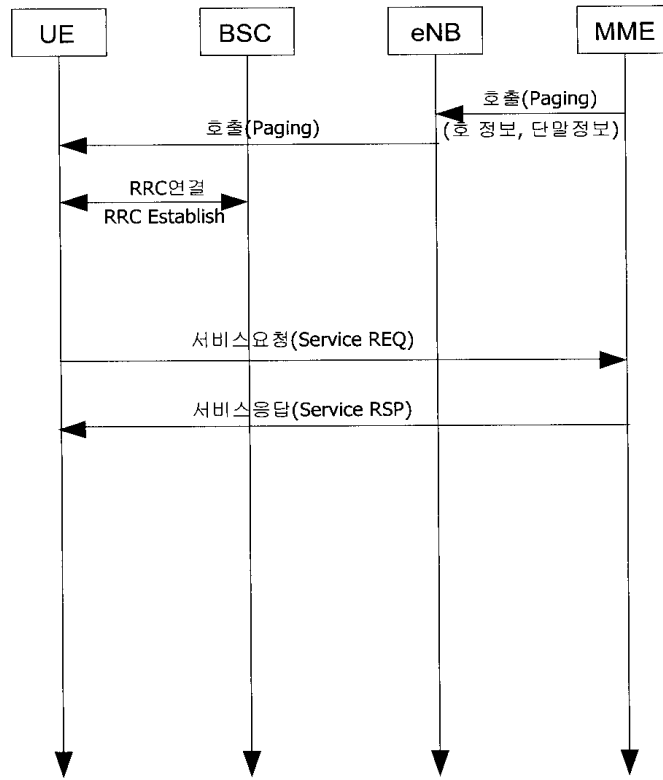 UE
BSC
eNB
MME
호출(Paging)
(호 정보, 단말정보)
호출(Paging)
RRC연결
RRC Establish
서비스요청(Service REQ)
서비스응답(Service RSP)